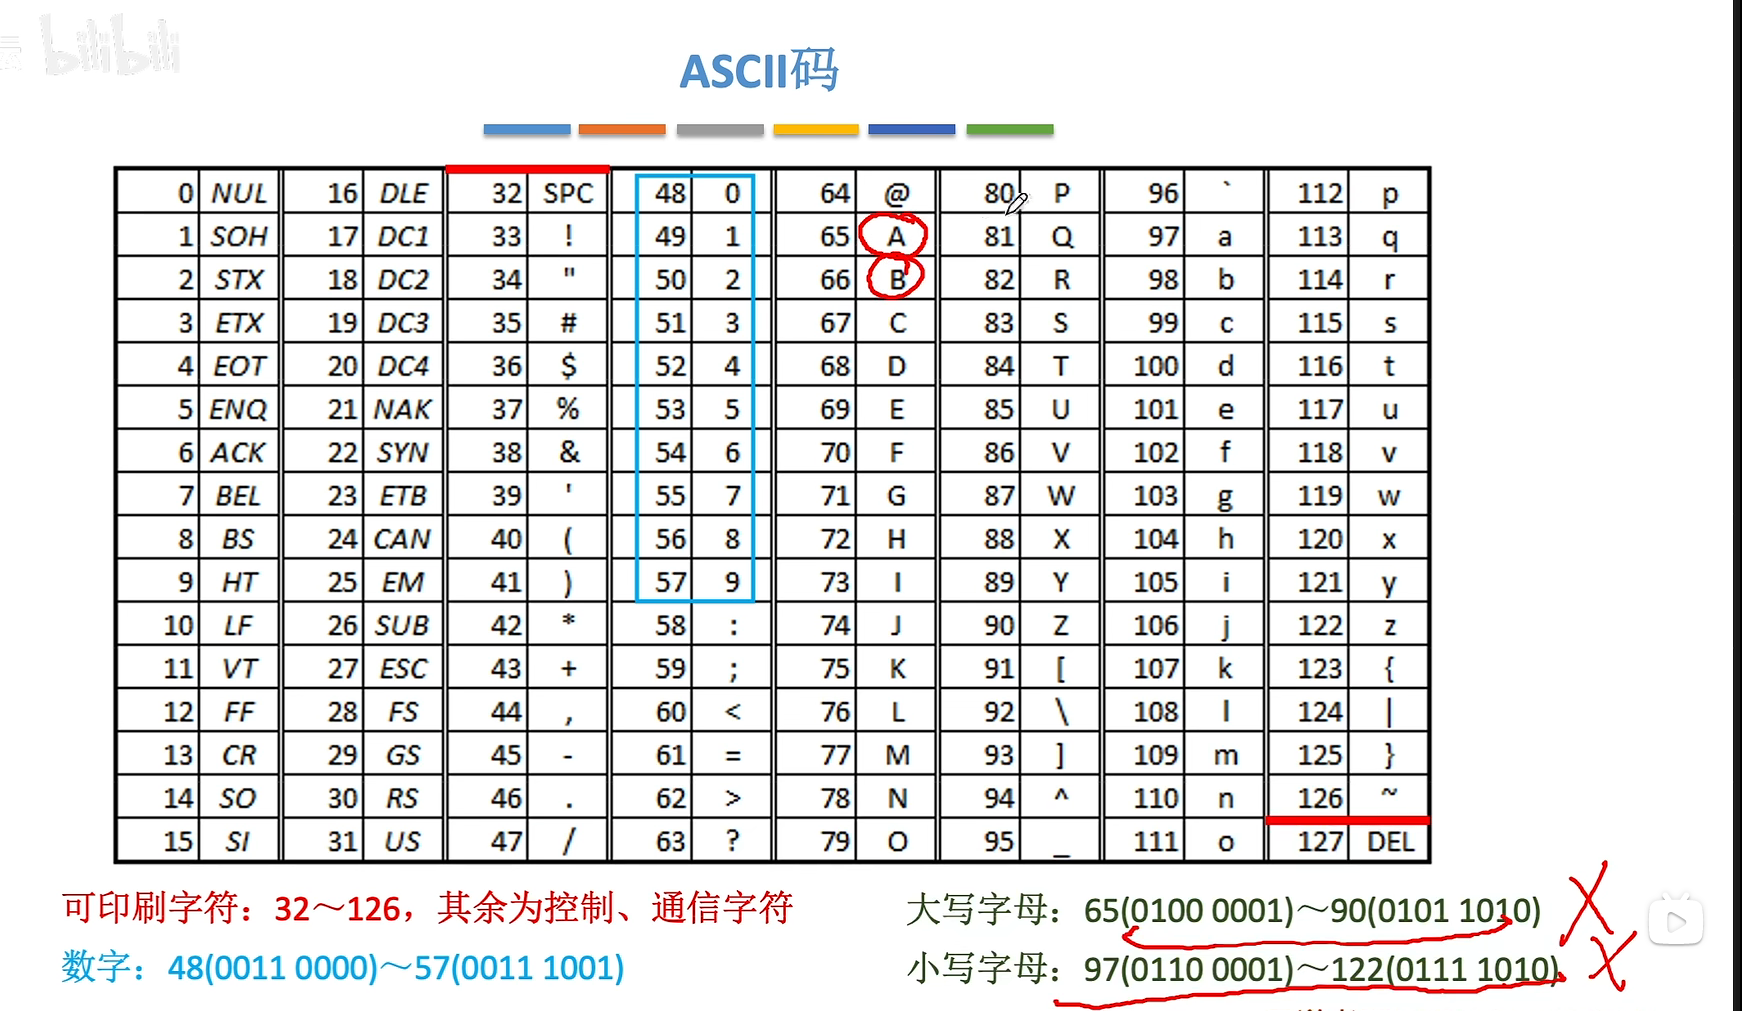 bilibili
ASCII码
0 NUL 16 DLE 32 SPC 48 0 64 @ 80 P 96 ` 112 p
1 SOH 17 DC1 33 ! 49 1 65 A 81 Q 97 a 113 q
2 STX 18 DC2 34 " 50 2 66 B 82 R 98 b 114 r
3 ETX 19 DC3 35 # 51 3 67 C 83 S 99 c 115 s
4 EOT 20 DC4 36 $ 52 4 68 D 84 T 100 d 116 t
5 ENQ 21 NAK 37 % 53 5 69 E 85 U 101 e 117 u
6 ACK 22 SYN 38 & 54 6 70 F 86 V 102 f 118 v
7 BEL 23 ETB 39 ' 55 7 71 G 87 W 103 g 119 w
8 BS 24 CAN 40 ( 56 8 72 H 88 X 104 h 120 x
9 HT 25 EM 41 ) 57 9 73 I 89 Y 105 i 121 y
10 LF 26 SUB 42 * 58 : 74 J 90 Z 106 j 122 z
11 VT 27 ESC 43 + 59 ; 75 K 91 [ 107 k 123 {
12 FF 28 FS 44 , 60 < 76 L 92 \ 108 l 124 |
13 CR 29 GS 45 - 61 = 77 M 93 ] 109 m 125 }
14 SO 30 RS 46 . 62 > 78 N 94 ^ 110 n 126 ~
15 SI 31 US 47 / 63 ? 79 O 95 _ 111 o 127 DEL
可印刷字符：32～126，其余为控制、通信字符
大写字母：65(0100 0001)～90(0101 1010)
数字：48(0011 0000)～57(0011 1001)
小写字母：97(0110 0001)～122(0111 1010)